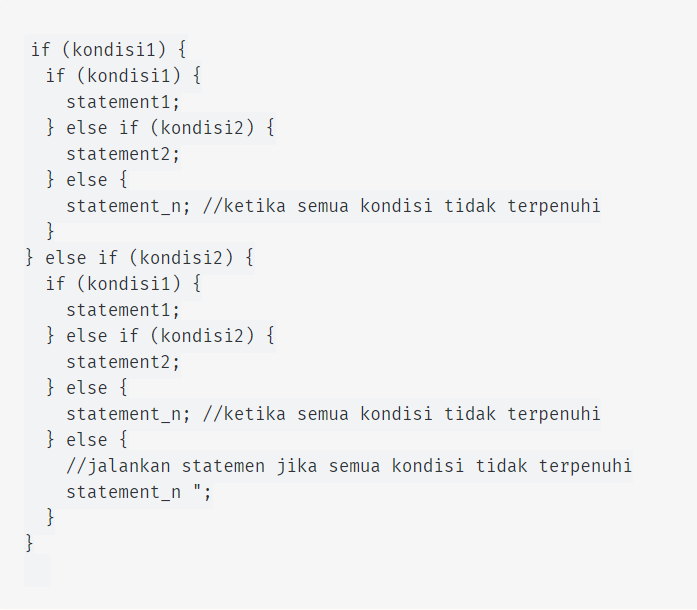 if (kondisi1) {
if (kondisi1) {
statement1;
} else if (kondisi2) {
statement2;
} else {
statement_n; //ketika semua kondisi tidak terpenuhi
}
} else if (kondisi2) {
if (kondisi1) {
statement1;
} else if (kondisi2) {
statement2;
} else {
statement_n; //ketika semua kondisi tidak terpenuhi
} else {
//jalankan statemen jika semua kondisi tidak terpenuhi
statement_n ";
}
}